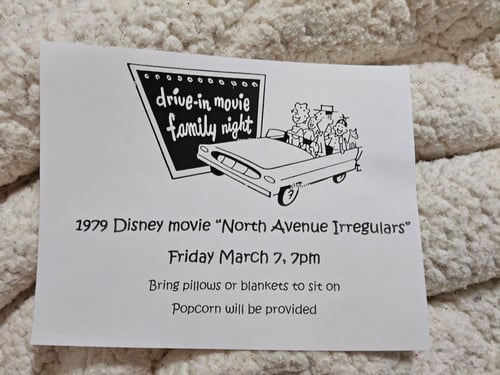 drive-in movie
family night
1979 Disney movie "North Avenue Irregulars"
Friday March 7, 7pm
Bring pillows or blankets to sit on
Popcorn will be provided